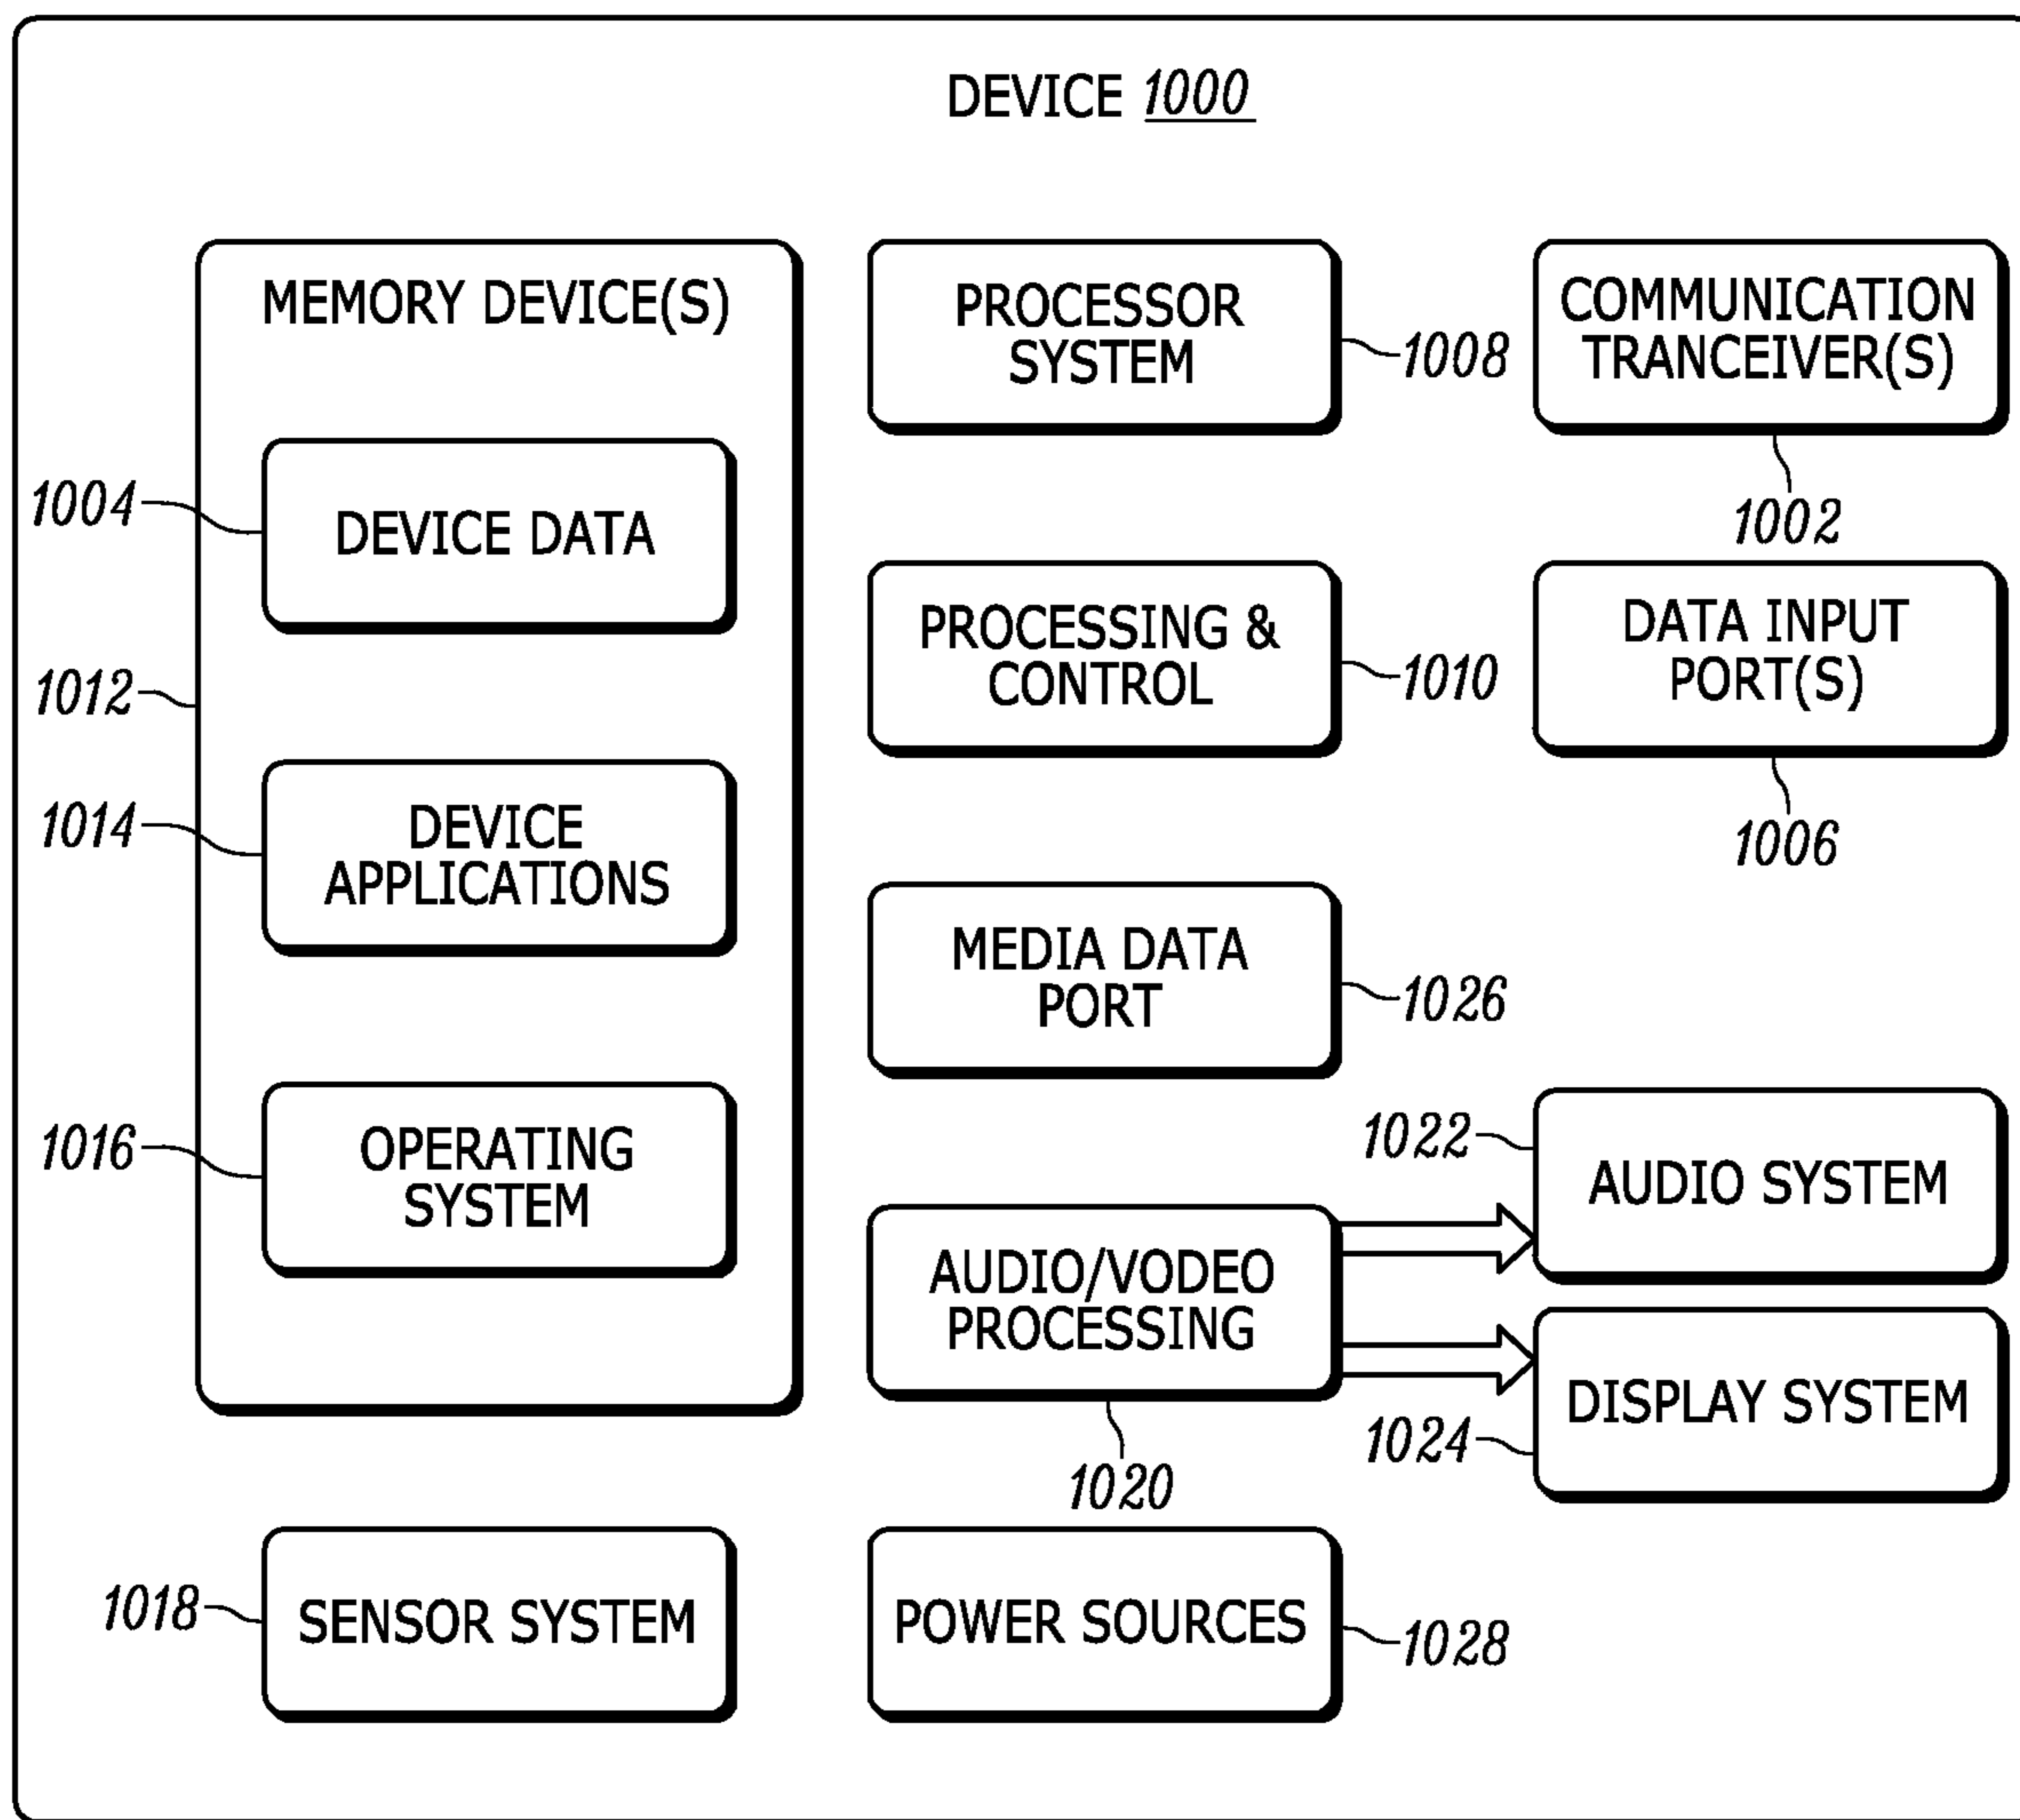 DEVICE 1000
MEMORY DEVICE(S)
1004
DEVICE DATA
1012
1014
DEVICE
APPLICATIONS
1016
OPERATING
SYSTEM
1018
SENSOR SYSTEM
PROCESSOR
SYSTEM
1008
PROCESSING &
CONTROL
1010
MEDIA DATA
PORT
1026
AUDIO/VODEO
PROCESSING
1020
POWER SOURCES
1028
COMMUNICATION
TRANCEIVER(S)
1002
DATA INPUT
PORT(S)
1006
1022
AUDIO SYSTEM
DISPLAY SYSTEM
1024